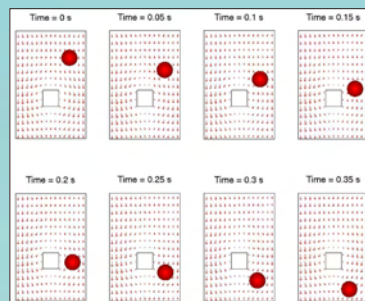 Time = 0 s
Time = 0.05 s
Time = 0.1 s
Time = 0.15 s
Time = 0.2 s
Time = 0.25 s
Time = 0.3 s
Time = 0.35 s